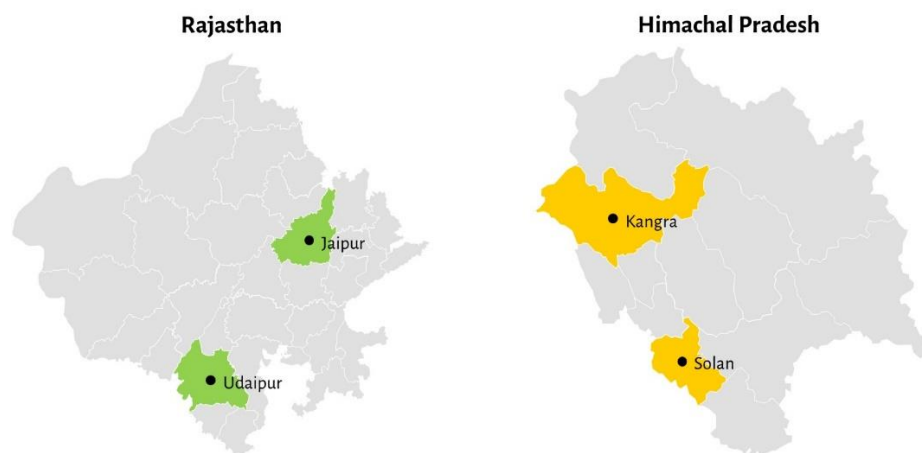 Rajasthan
Himachal Pradesh
Jaipur
Udaipur
Kangra
Solan